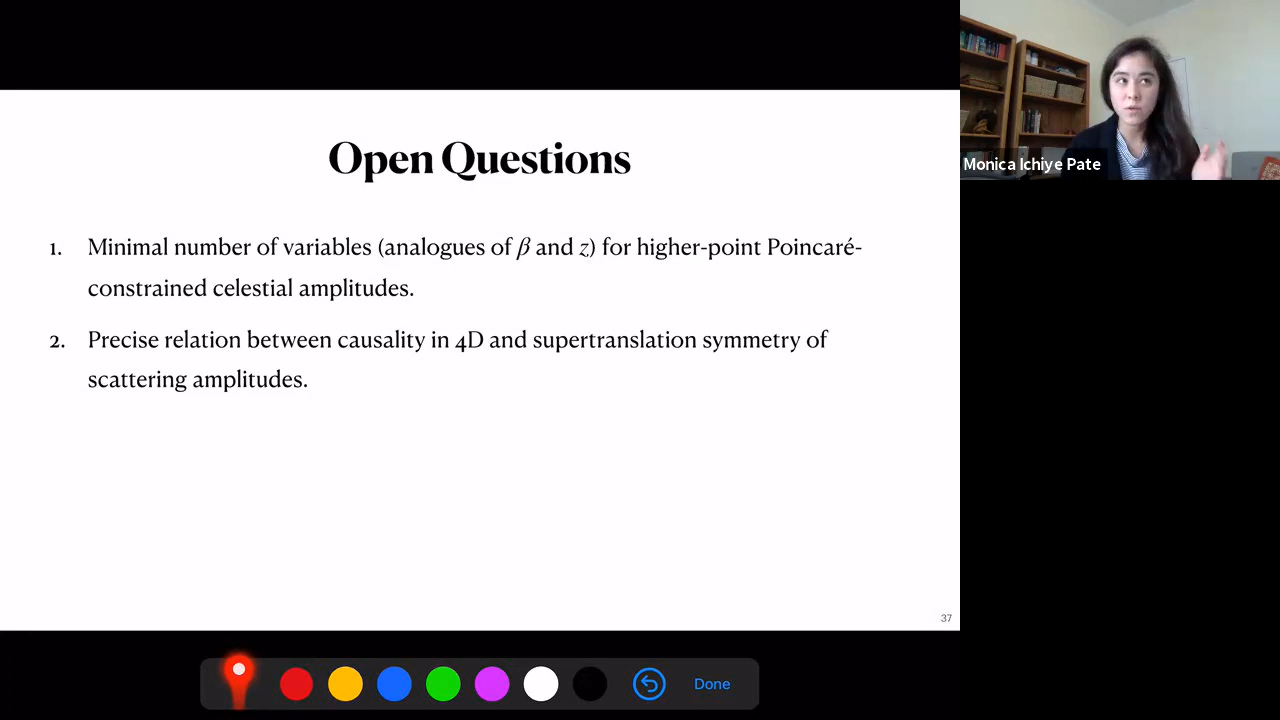 Open Questions
1. Minimal number of variables (analogues of β and z) for higher-point Poincaré-
constrained celestial amplitudes.
2. Precise relation between causality in 4D and supertranslation symmetry of
scattering amplitudes.
37
Monica Ichiye Pate
Done